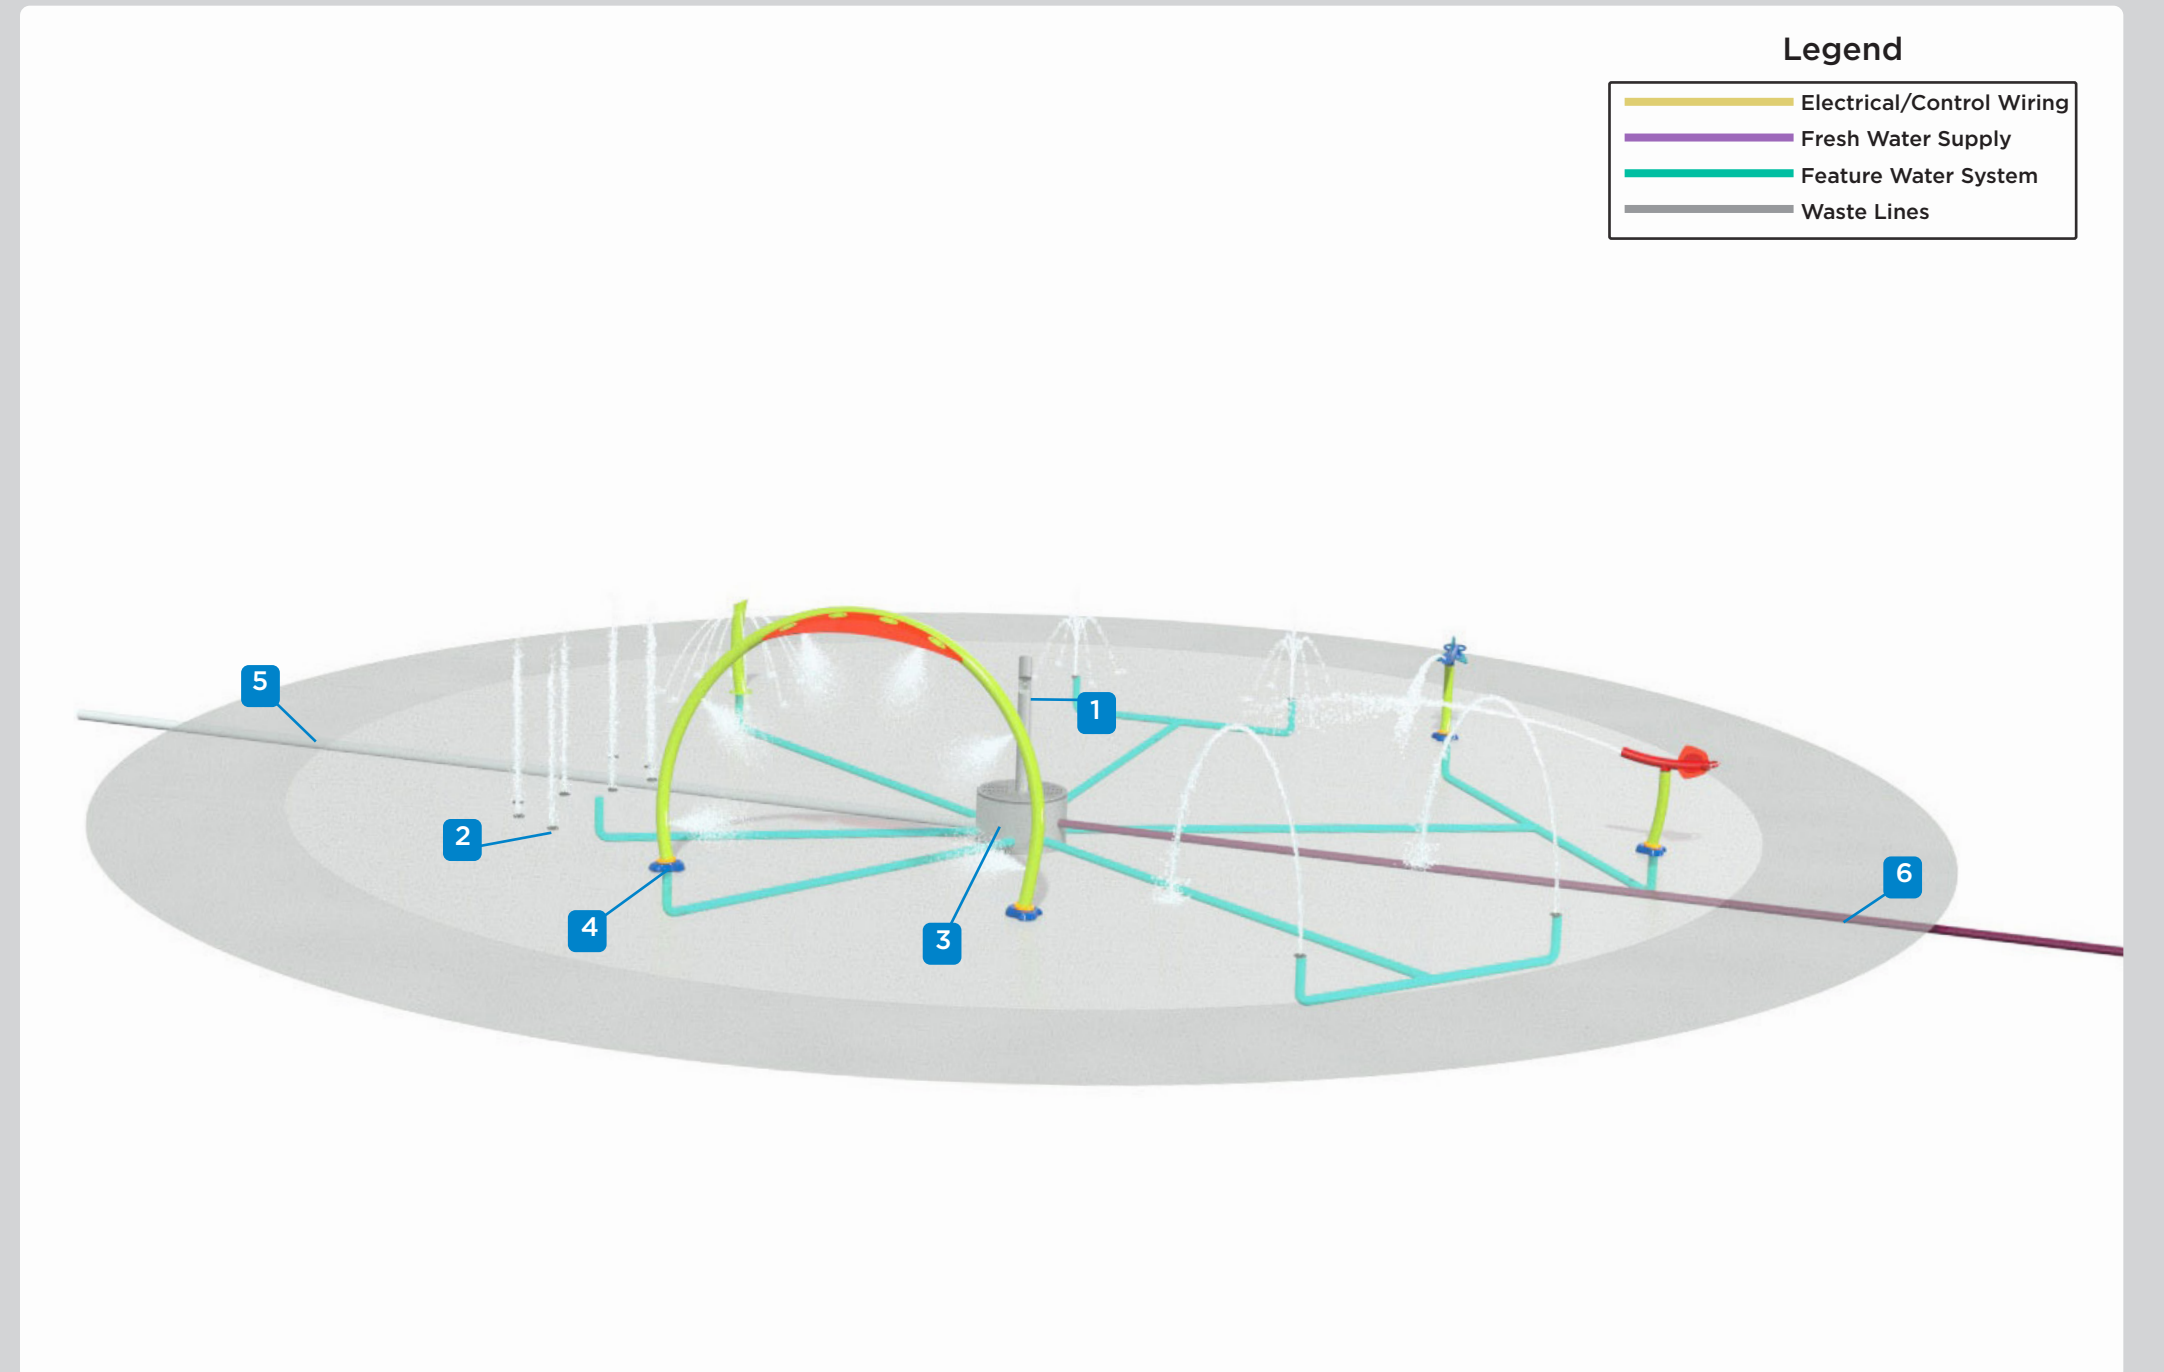 Legend
Electrical/Control Wiring
Fresh Water Supply
Feature Water System
Waste Lines
5
1
2
6
4
3